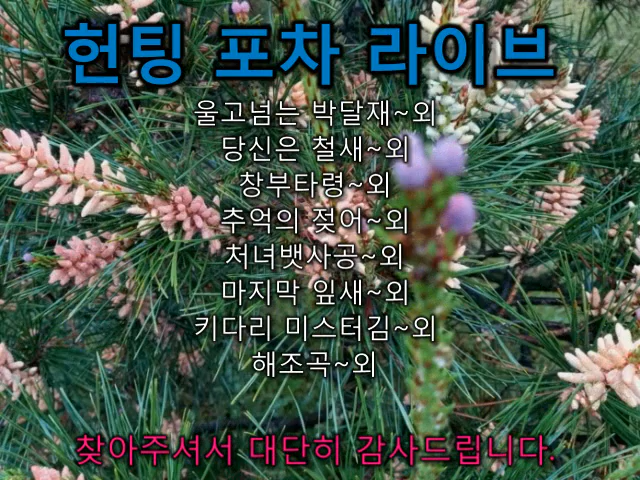 헌팅 포차 라이브
울고넘는 박달재~외
당신은 철새~외
창부타령~외
추억의 젖어~외
처녀뱃사공~외
마지막 잎새~외
키다리 미스터김~외
해조곡~외
찾아주셔서 대단히 감사드립니다.